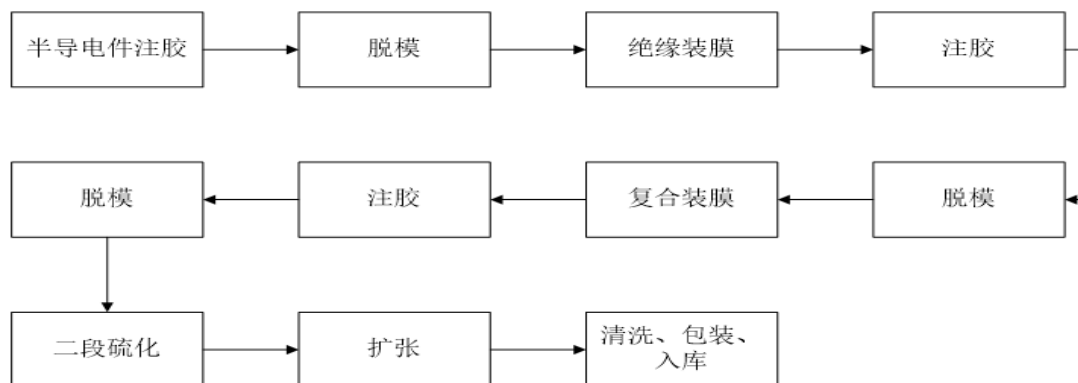 半导电件注胶
脱模
绝缘装膜
注胶
脱模
复合装膜
注胶
脱模
二段硫化
扩张
清洗、包装、
入库